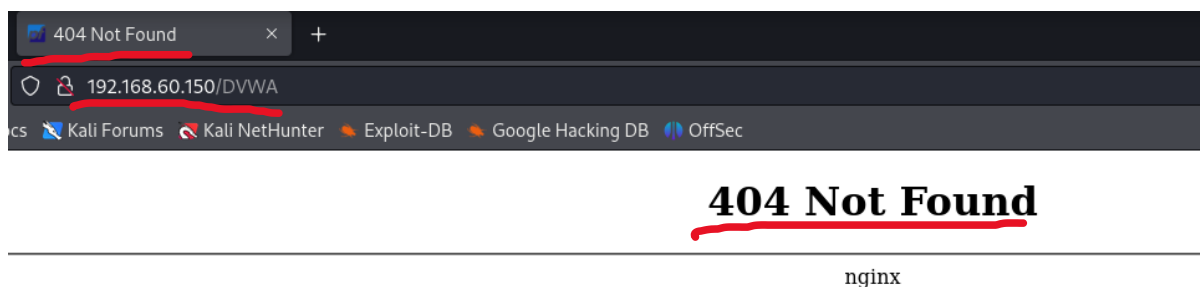 404 Not Found × +
192.168.60.150/DVWA
ocs Kali Forums Kali NetHunter Exploit-DB Google Hacking DB OffSec
404 Not Found
nginx